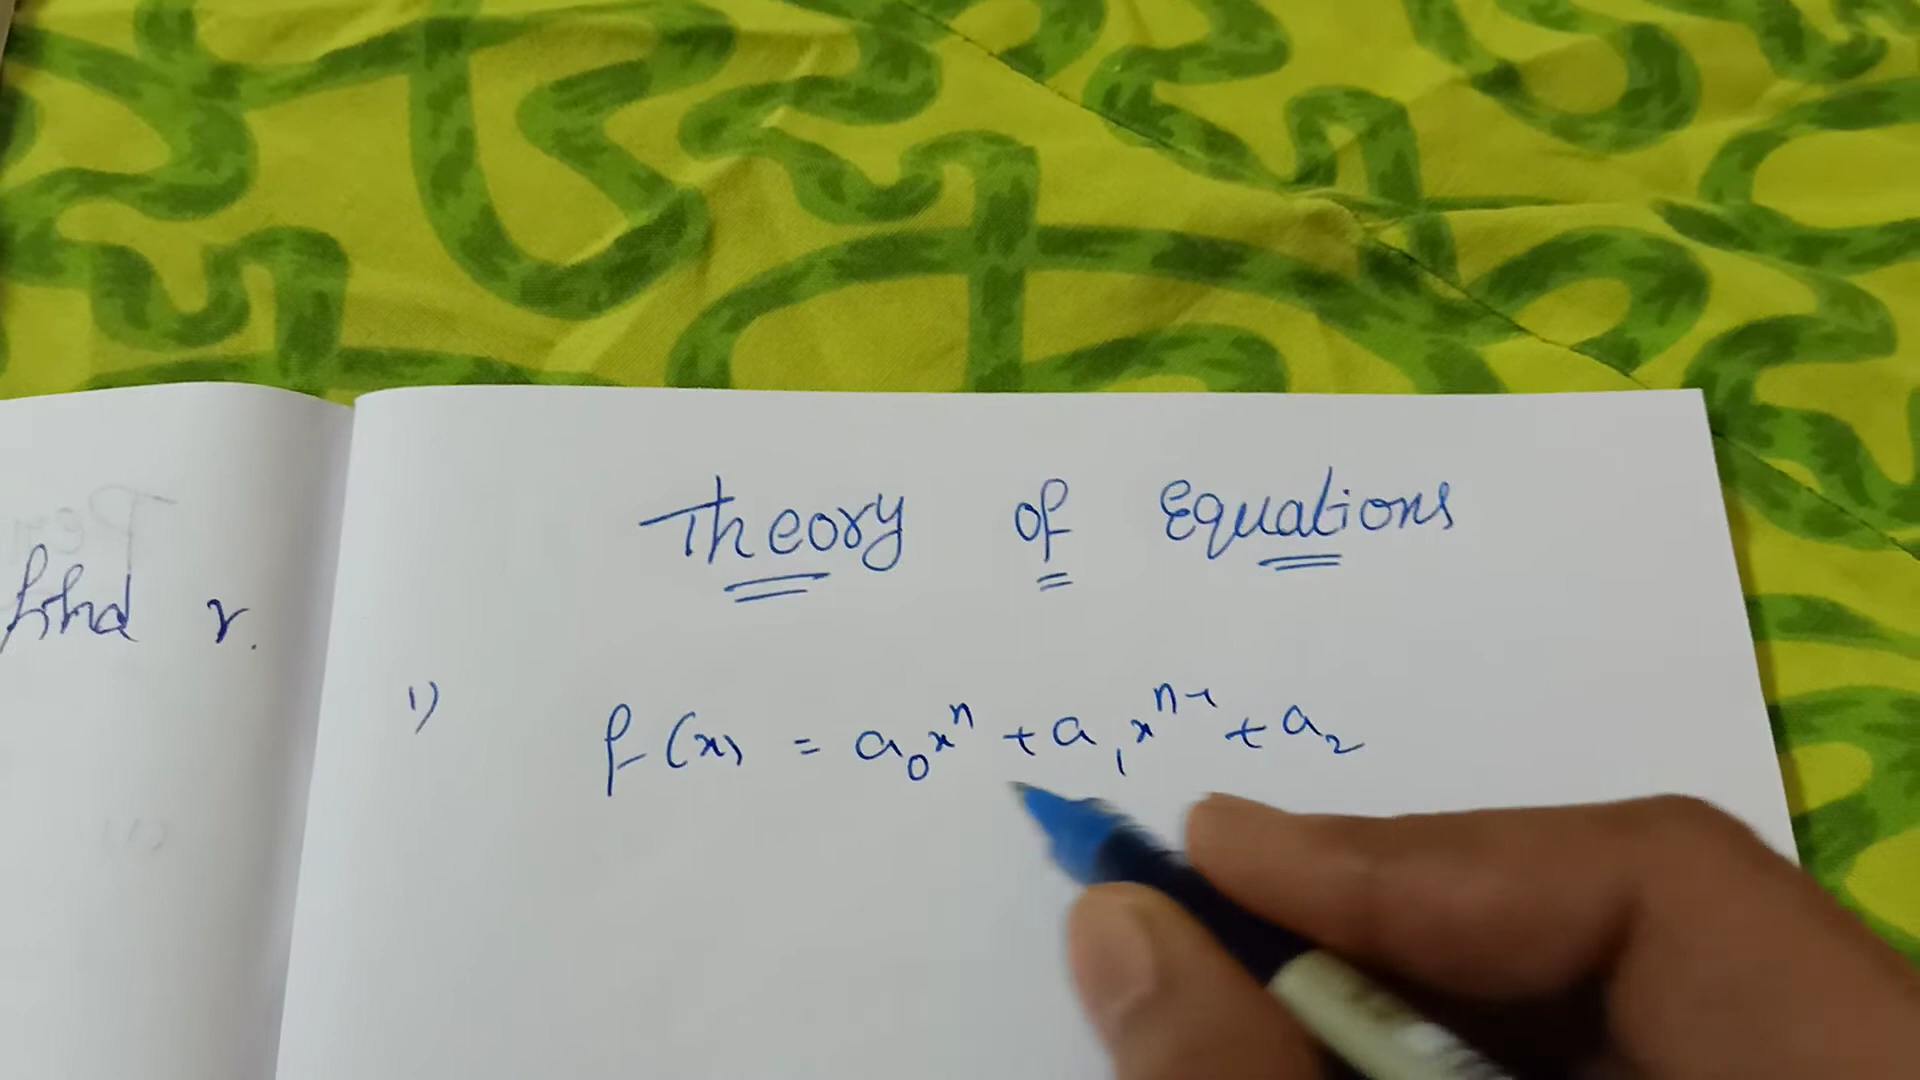 Theory of Equations
find r.
1) f(x) = a₀xⁿ + a₁xⁿ⁻¹ + a₂